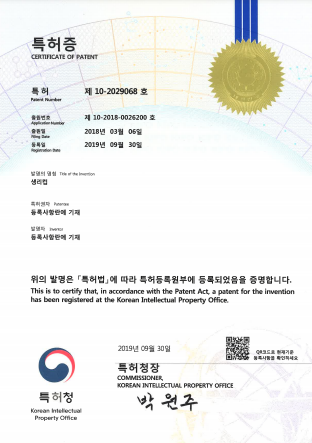 특허증
CERTIFICATE OF PATENT
특 허 제 10-2029068 호
Patent Number
출원번호 제 10-2018-0026200 호
Application Number
출원일 2018년 03월 06일
Filing Date
등록일 2019년 09월 30일
Registration Date
발명의 명칭 Title of the Invention
생리컵
특허권자 Patentee
등록사항란에 기재
발명자 Inventor
등록사항란에 기재
위의 발명은 「특허법」에 따라 특허등록원부에 등록되었음을 증명합니다.
This is to certify that, in accordance with the Patent Act, a patent for the invention
has been registered at the Korean Intellectual Property Office.
2019년 09월 30일
QR코드로 현재기준
등록사항을 확인하세요
특허청장
COMMISSIONER,
KOREAN INTELLECTUAL PROPERTY OFFICE
박원주
특허청
Korean Intellectual
Property Office